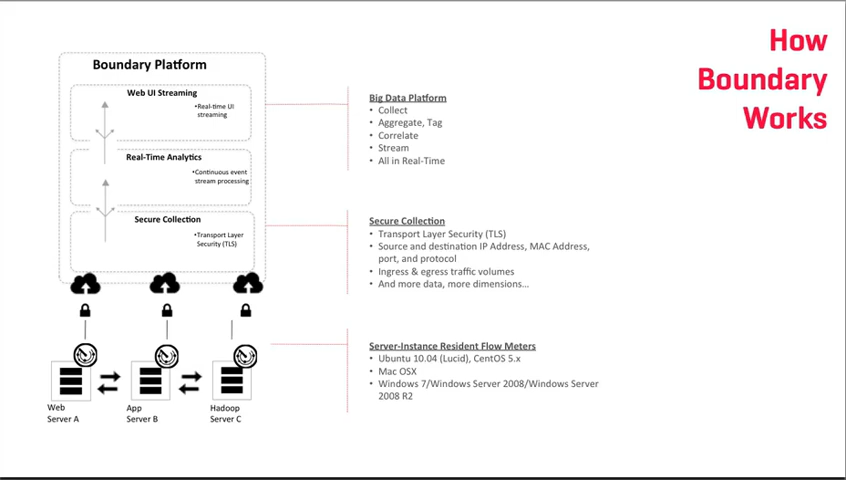 How
Boundary
Works
Boundary Platform
Web UI Streaming
•Real-time UI
streaming
Real-Time Analytics
•Continuous event
stream processing
Secure Collection
•Transport Layer
Security (TLS)
Web
Server A
App
Server B
Hadoop
Server C
Big Data Platform
• Collect
• Aggregate, Tag
• Correlate
• Stream
• All in Real-Time
Secure Collection
• Transport Layer Security (TLS)
• Source and destination IP Address, MAC Address,
port, and protocol
• Ingress & egress traffic volumes
• And more data, more dimensions…
Server-Instance Resident Flow Meters
• Ubuntu 10.04 (Lucid), CentOS 5.x
• Mac OSX
• Windows 7/Windows Server 2008/Windows Server
2008 R2